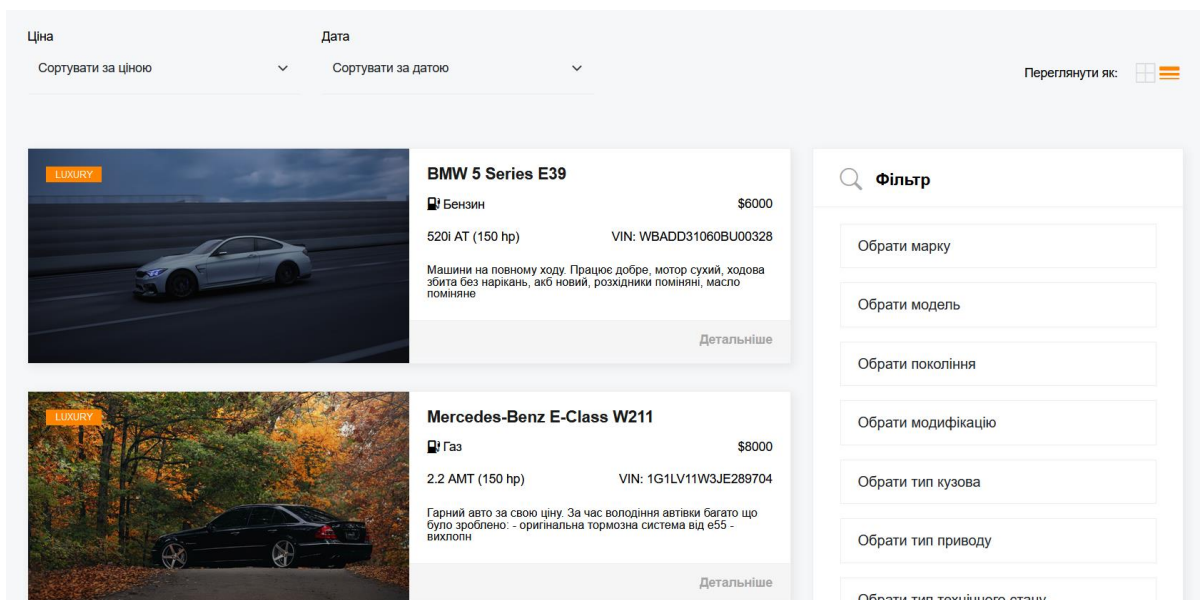 Ціна
Дата
Сортувати за ціною
Сортувати за датою
Переглянути як:
LUXURY
BMW 5 Series E39
Бензин
$6000
520i AT (150 hp)
VIN: WBADD31060BU00328
Машини на повному ходу. Працює добре, мотор сухий, ходова
збита без нарікань, акб новий, розхідники поміняні, масло
поміняне
Детальніше
LUXURY
Mercedes-Benz E-Class W211
Газ
$8000
2.2 AMT (150 hp)
VIN: 1G1LV11W3JE289704
Гарний авто за свою ціну. За час володіння автівки багато що
було зроблено: - оригінальна тормозна система від е55 -
вихлопн
Детальніше
Фільтр
Обрати марку
Обрати модель
Обрати покоління
Обрати модифікацію
Обрати тип кузова
Обрати тип приводу
Обрати тип технічного стану